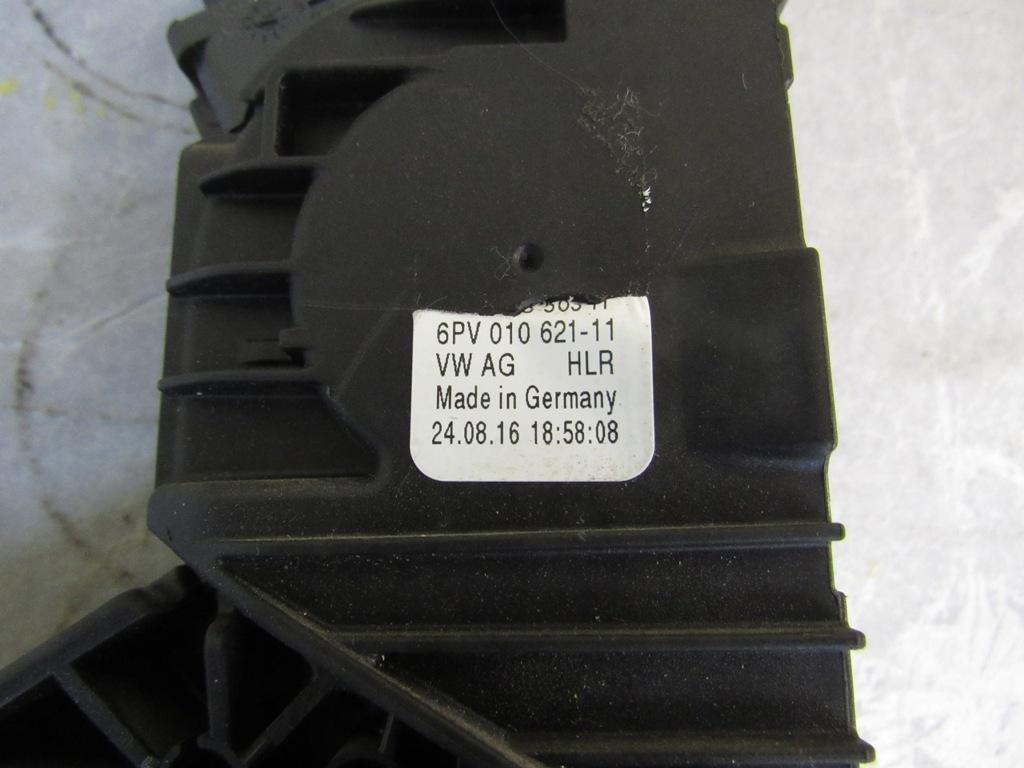 6PV 010 621-11
VW AG HLR
Made in Germany
24.08.16 18:58:08